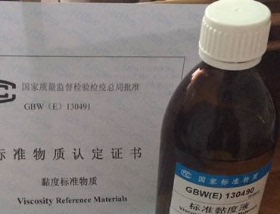 国家质量监督检验检疫总局批准
GBW（E）130491
标准物质认定证书
黏度标准物质
Viscosity Reference Materials
国家标准物质
GBW(E) 130490
标准黏度液